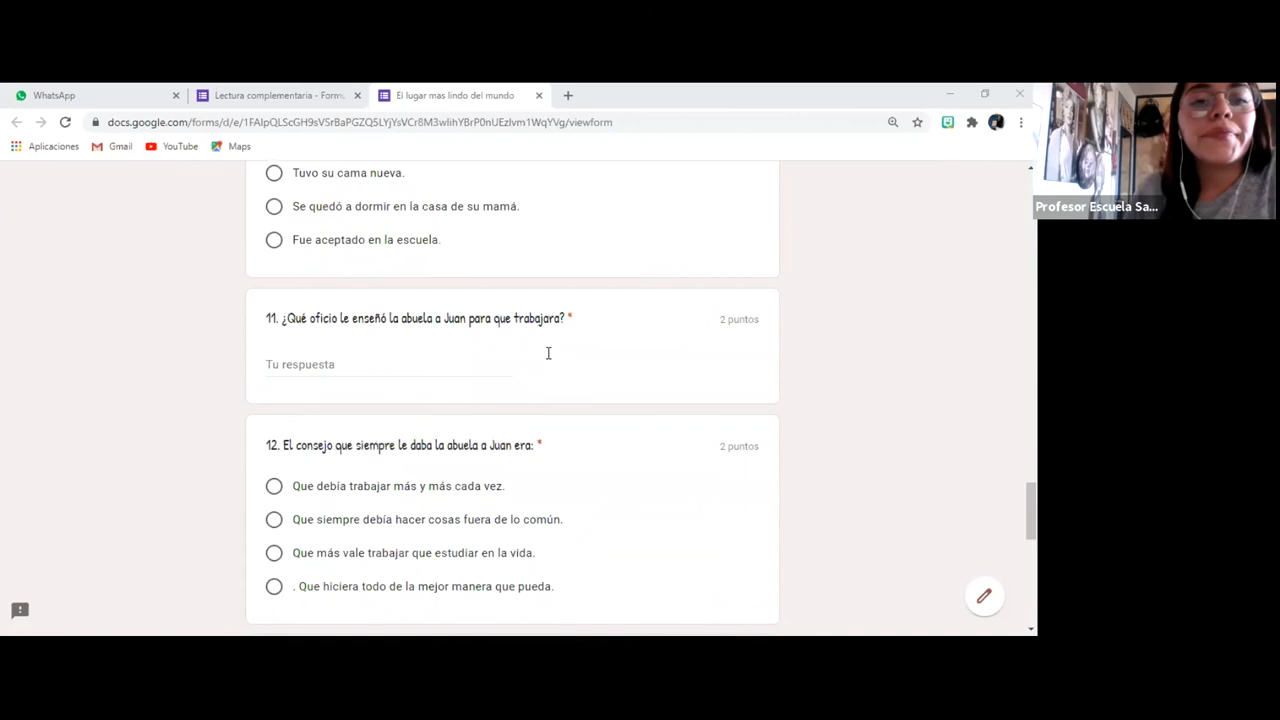 WhatsApp
Lectura complementaria - Formu
El lugar mas lindo del mundo
docs.google.com/forms/d/e/1FAIpQLScGH9sVSrBaPGZQ5LYjYsVCr8M3wIihYBrP0nUEzIvm1WqYVg/viewform
Aplicaciones
Gmail
YouTube
Maps
Profesor Escuela Sa...
Tuvo su cama nueva.
Se quedó a dormir en la casa de su mamá.
Fue aceptado en la escuela.
11. ¿Qué oficio le enseñó la abuela a Juan para que trabajara? *
2 puntos
Tu respuesta
12. El consejo que siempre le daba la abuela a Juan era: *
2 puntos
Que debía trabajar más y más cada vez.
Que siempre debía hacer cosas fuera de lo común.
Que más vale trabajar que estudiar en la vida.
. Que hiciera todo de la mejor manera que pueda.